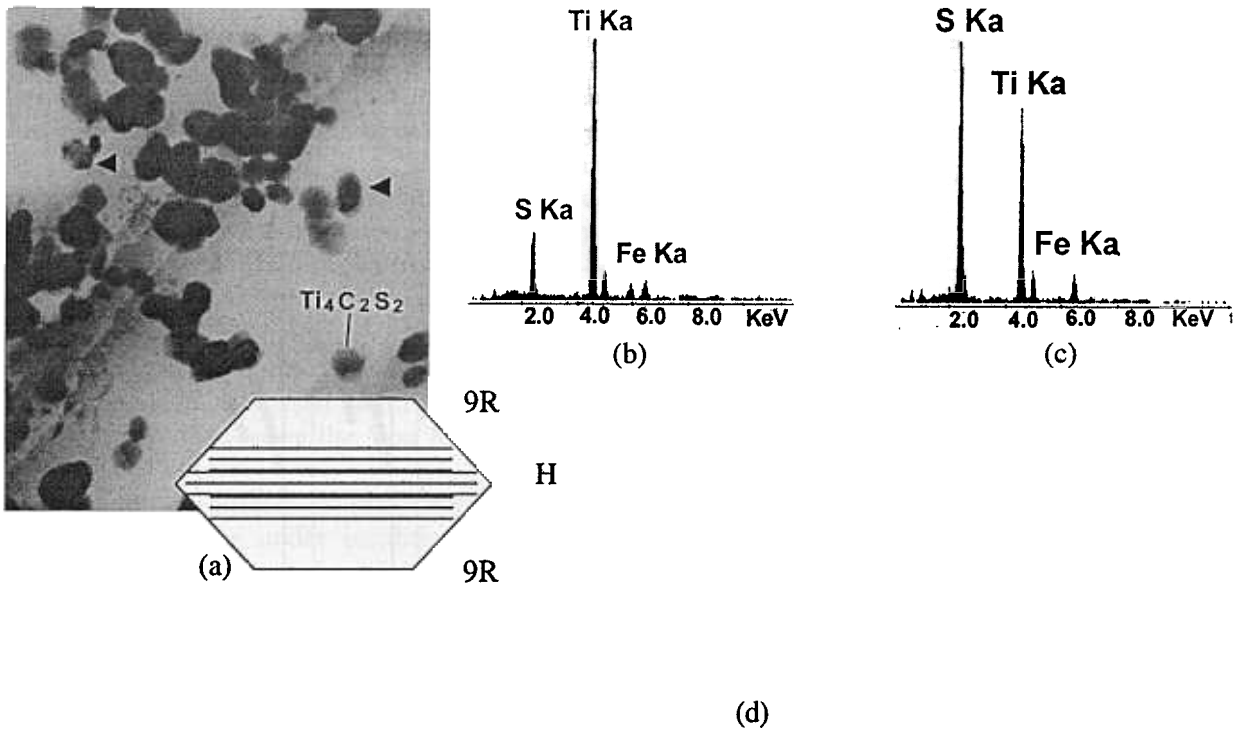 Ti₄C₂S₂
(a)
9R
H
9R
Ti Ka
S Ka
Fe Ka
2.0 4.0 6.0 8.0 KeV
(b)
S Ka
Ti Ka
Fe Ka
2.0 4.0 6.0 8.0 KeV
(c)
(d)